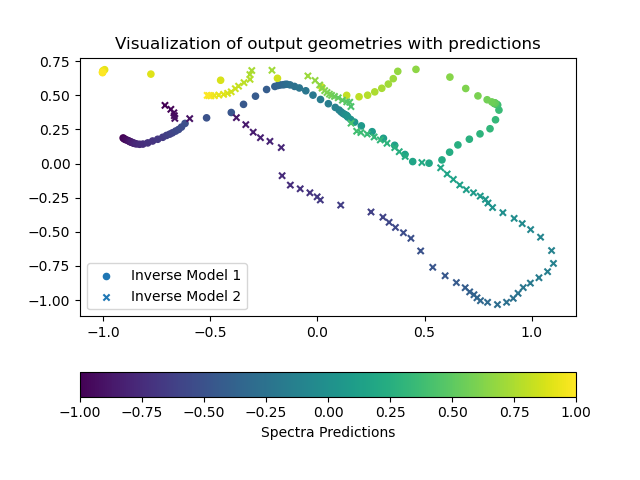 Visualization of output geometries with predictions
0.75
0.50
0.25
0.00
−0.25
−0.50
−0.75
−1.00
Inverse Model 1
Inverse Model 2
−1.0 −0.5 0.0 0.5 1.0
−1.00 −0.75 −0.50 −0.25 0.00 0.25 0.50 0.75 1.00
Spectra Predictions